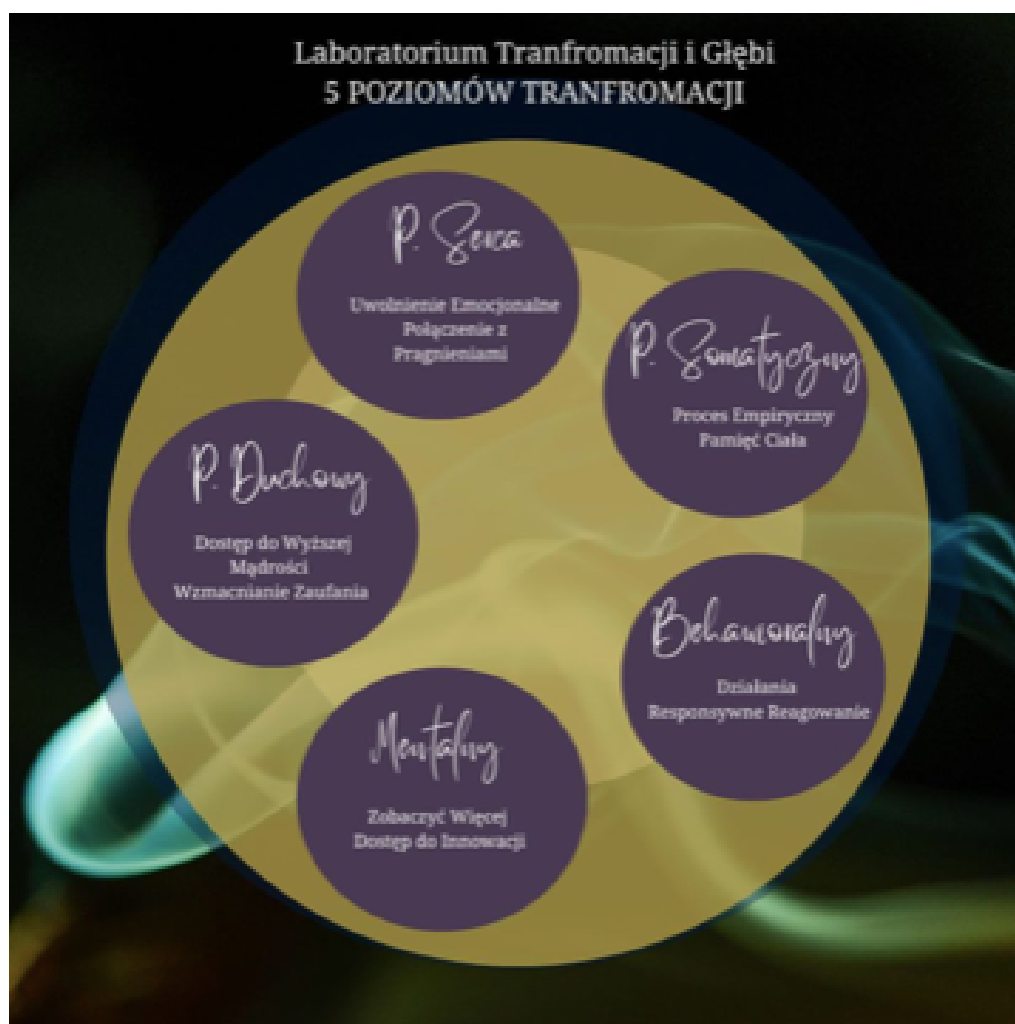 Laboratorium Tranfromacji i Głębi
5 POZIOMÓW TRANFROMACJI
P. Serca
Uwolnienie Emocjonalne
Połączenie z
Pragnieniami
P. Somatyczny
Proces Empiryczny
Pamięć Ciała
P. Duchowy
Dostęp do Wyższej
Mądrości
Wzmacnianie Zaufania
Behawioralny
Działania
Responsywne Reagowanie
Mentalny
Zobaczyć Więcej
Dostęp do Innowacji